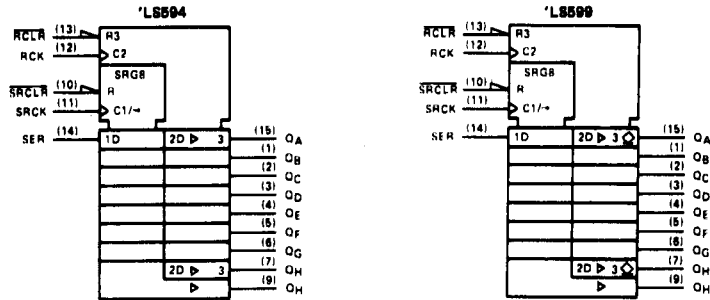 'LS594
RCLR (13) R3
RCK (12) C2
SRG8
SRCLR (10) R
SRCK (11) C1/→
SER (14) 1D 2D ▷ 3 (15) QA
(1) QB
(2) QC
(3) QD
(4) QE
(5) QF
(6) QG
2D ▷ 3 (7) QH
▷ (9) QH
'LS599
RCLR (13) R3
RCK (12) C2
SRG8
SRCLR (10) R
SRCK (11) C1/→
SER (14) 1D 2D ▷ 3 ◇ (15) QA
(1) QB
(2) QC
(3) QD
(4) QE
(5) QF
(6) QG
2D ▷ 3 ◇ (7) QH
▷ (9) QH